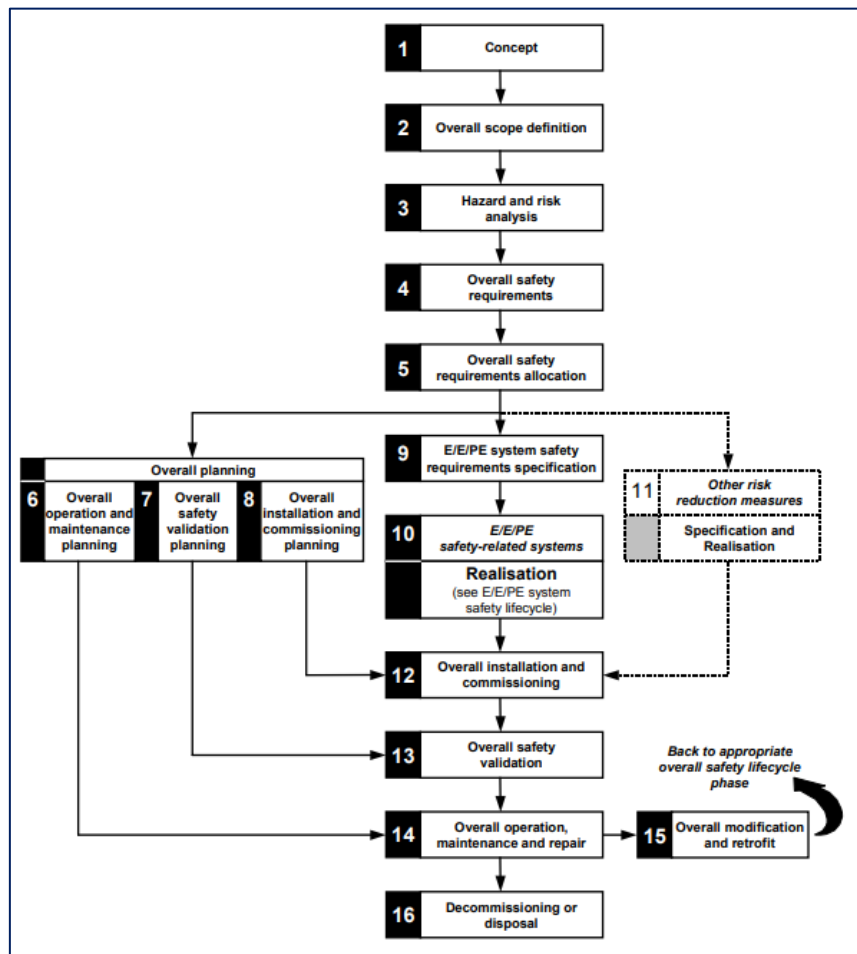 1
Concept
2
Overall scope definition
3
Hazard and risk
analysis
4
Overall safety
requirements
5
Overall safety
requirements allocation
Overall planning
6
Overall
operation and
maintenance
planning
7
Overall
safety
validation
planning
8
Overall
installation and
commissioning
planning
9
E/E/PE system safety
requirements specification
10
E/E/PE
safety-related systems
Realisation
(see E/E/PE system
safety lifecycle)
11
Other risk
reduction measures
Specification and
Realisation
12
Overall installation and
commissioning
13
Overall safety
validation
Back to appropriate
overall safety lifecycle
phase
14
Overall operation,
maintenance and repair
15
Overall modification
and retrofit
16
Decommissioning or
disposal